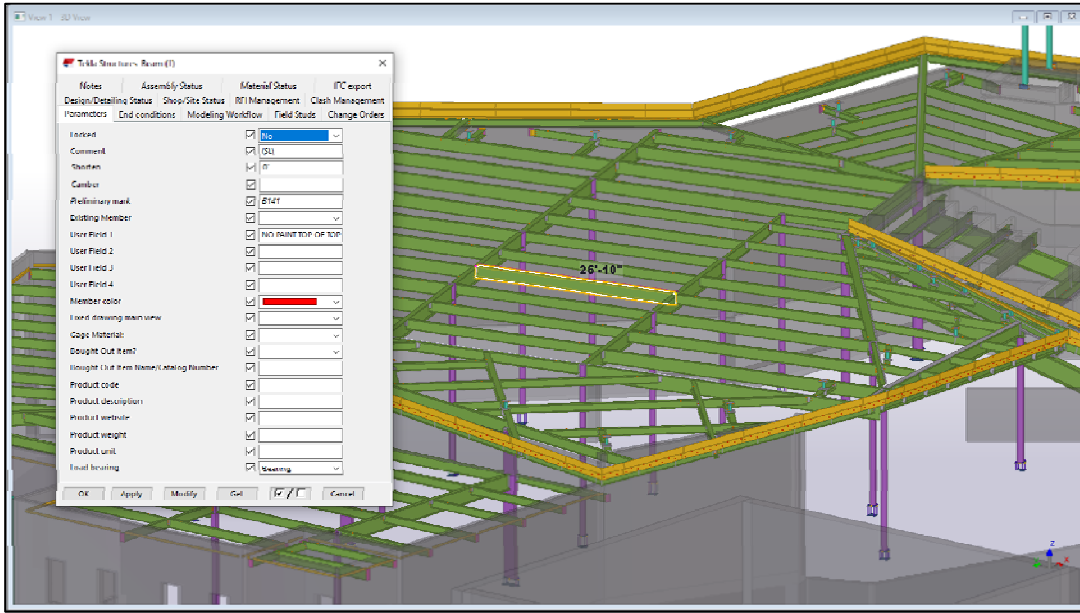 View 1 - 3D View
Tekla Structures Beam (1)
Notes Assembly Status Material Status IFC export
Design/Detailing Status Shop/Site Status RFI Management Clash Management
Parameters End conditions Modeling Workflow Field Studs Change Orders
Locked No
Comment
Shorten 0"
Camber
Preliminary mark B141
Existing Member
User Field 1 NO PAINT TOP OF TOP
User Field 2
User Field 3
User Field 4
Member color
Fixed drawing main view
Gage Material:
Bought Out Item?
Bought Out Item Name/Catalog Number
Product code
Product description
Product website
Product weight
Product unit
Load bearing Bearing
OK Apply Modify Get Cancel
26'-10"
z
x